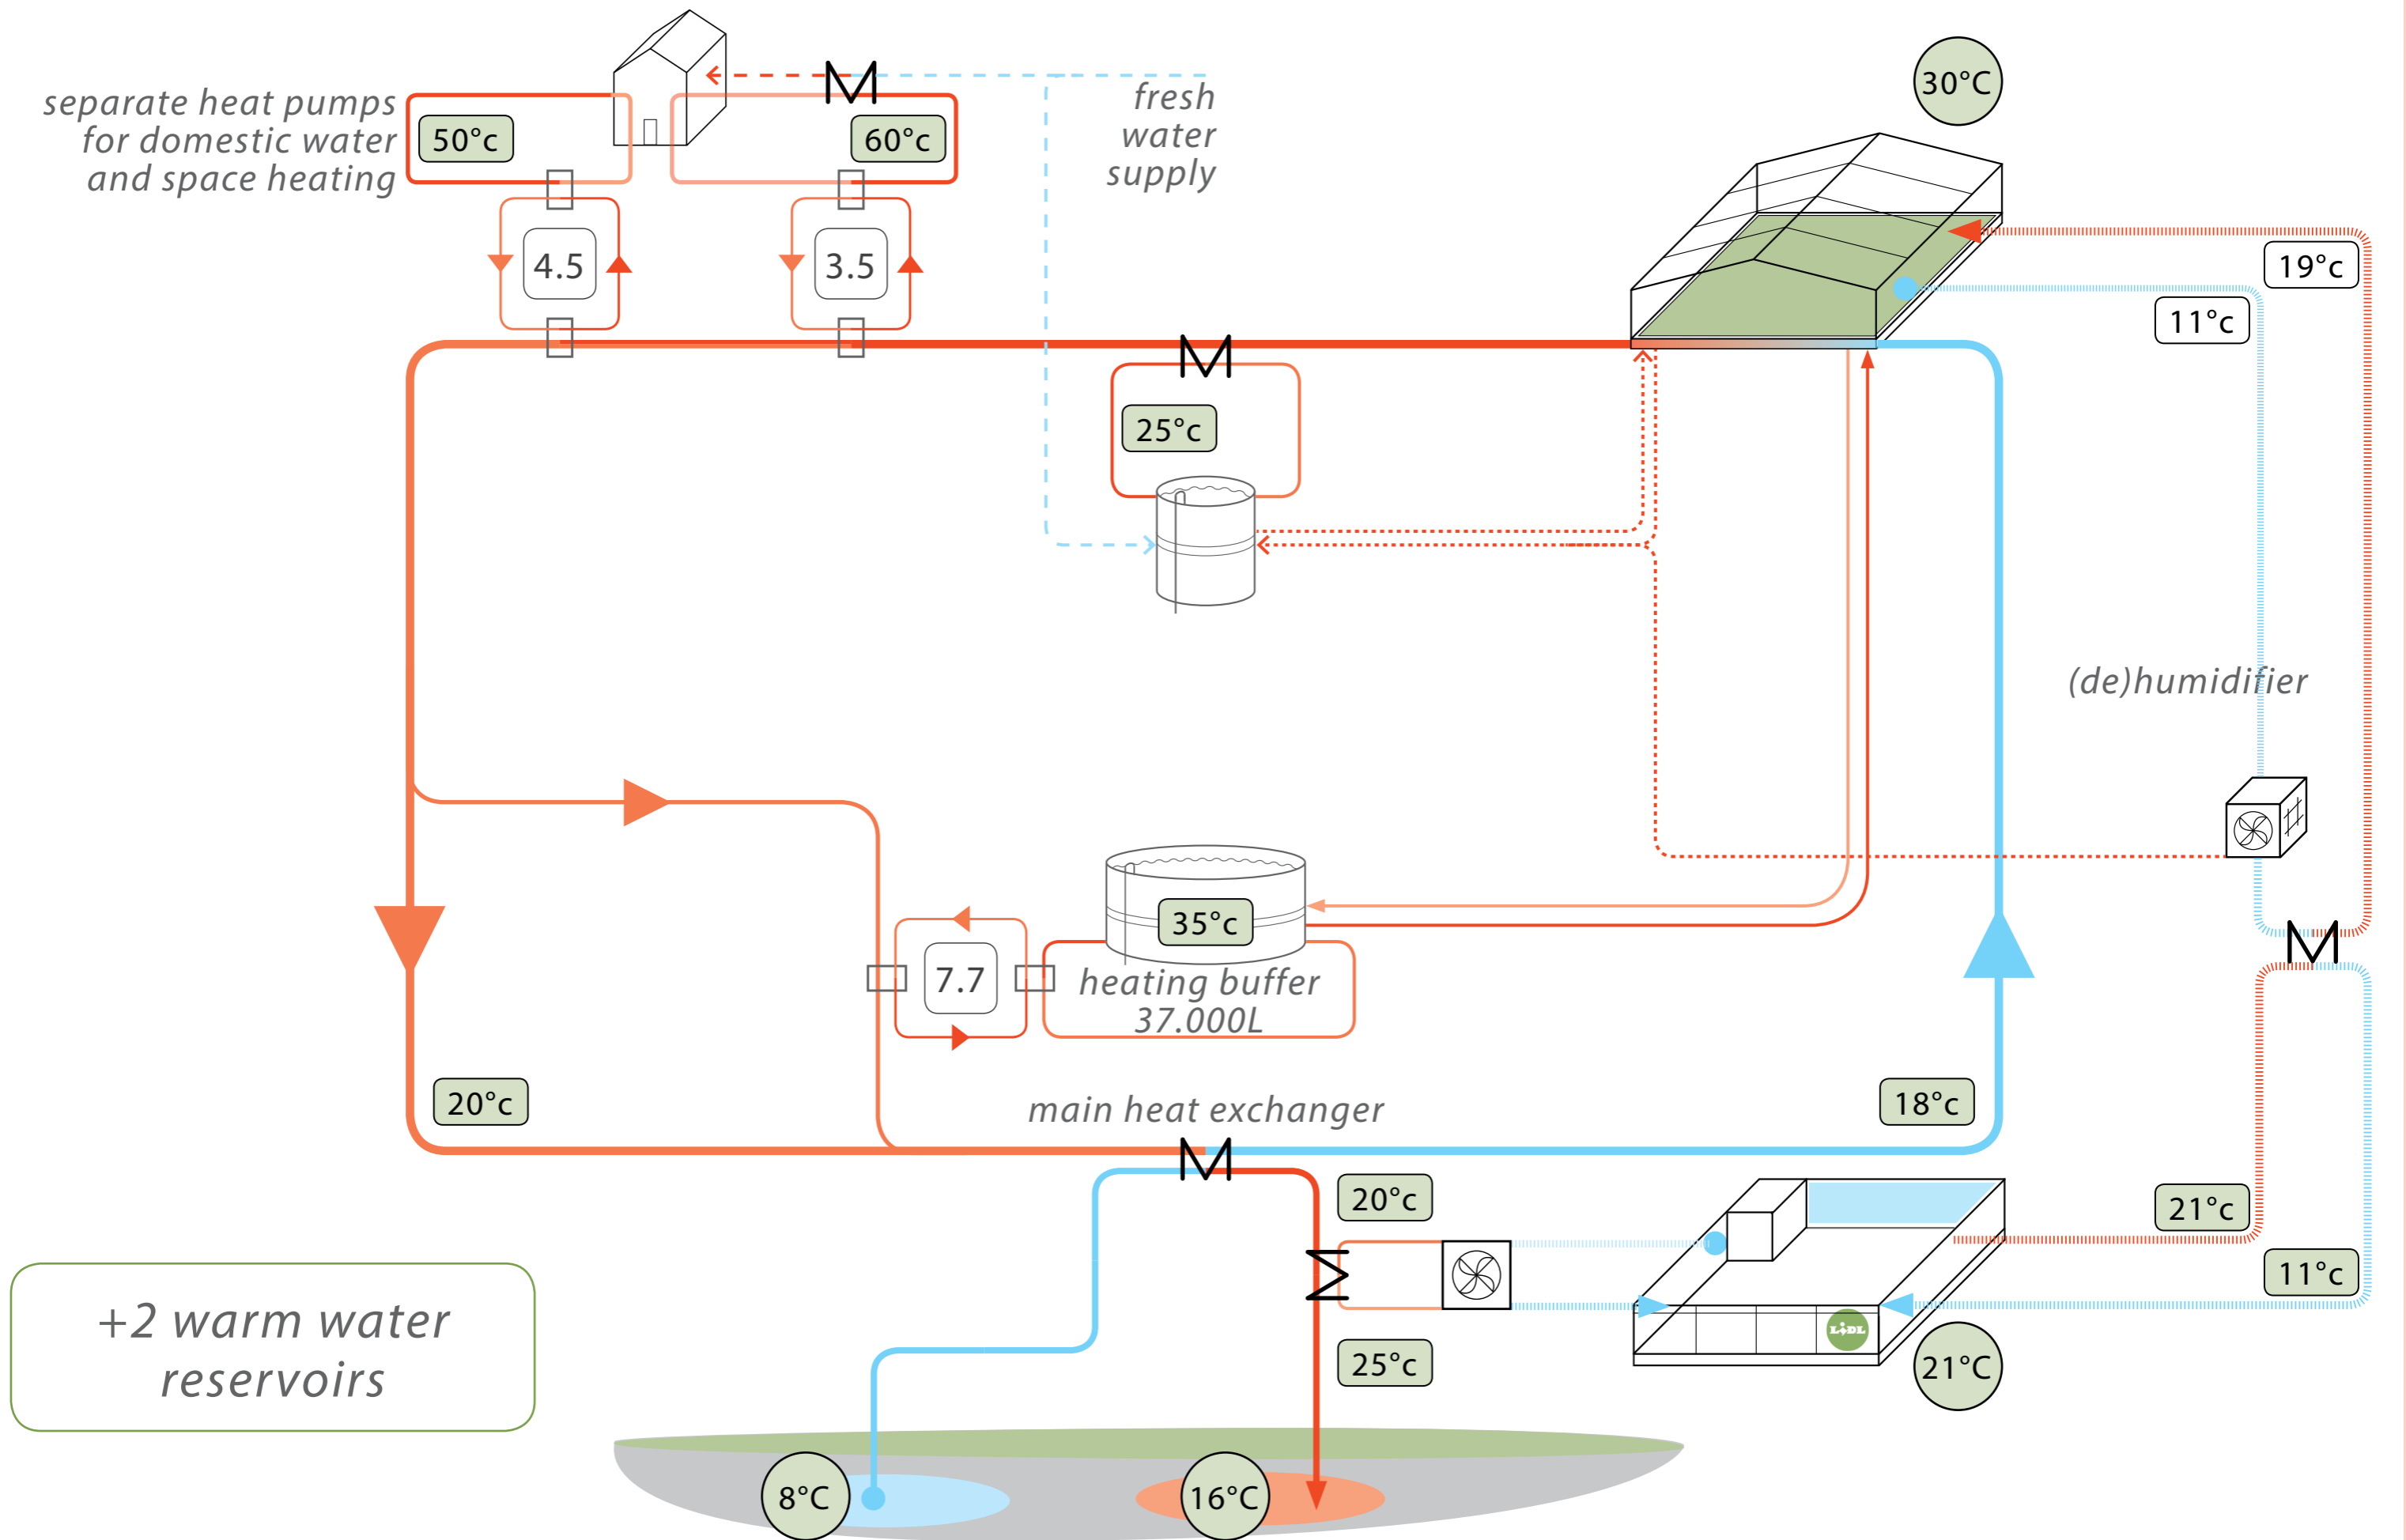 30°C
separate heat pumps
for domestic water
and space heating
50°c
60°c
fresh
water
supply
4.5
3.5
19°c
11°c
25°c
(de)humidifier
35°c
7.7
heating buffer
37.000L
20°c
main heat exchanger
18°c
20°c
21°c
11°c
+2 warm water
reservoirs
25°c
LiDL
21°C
8°C
16°C